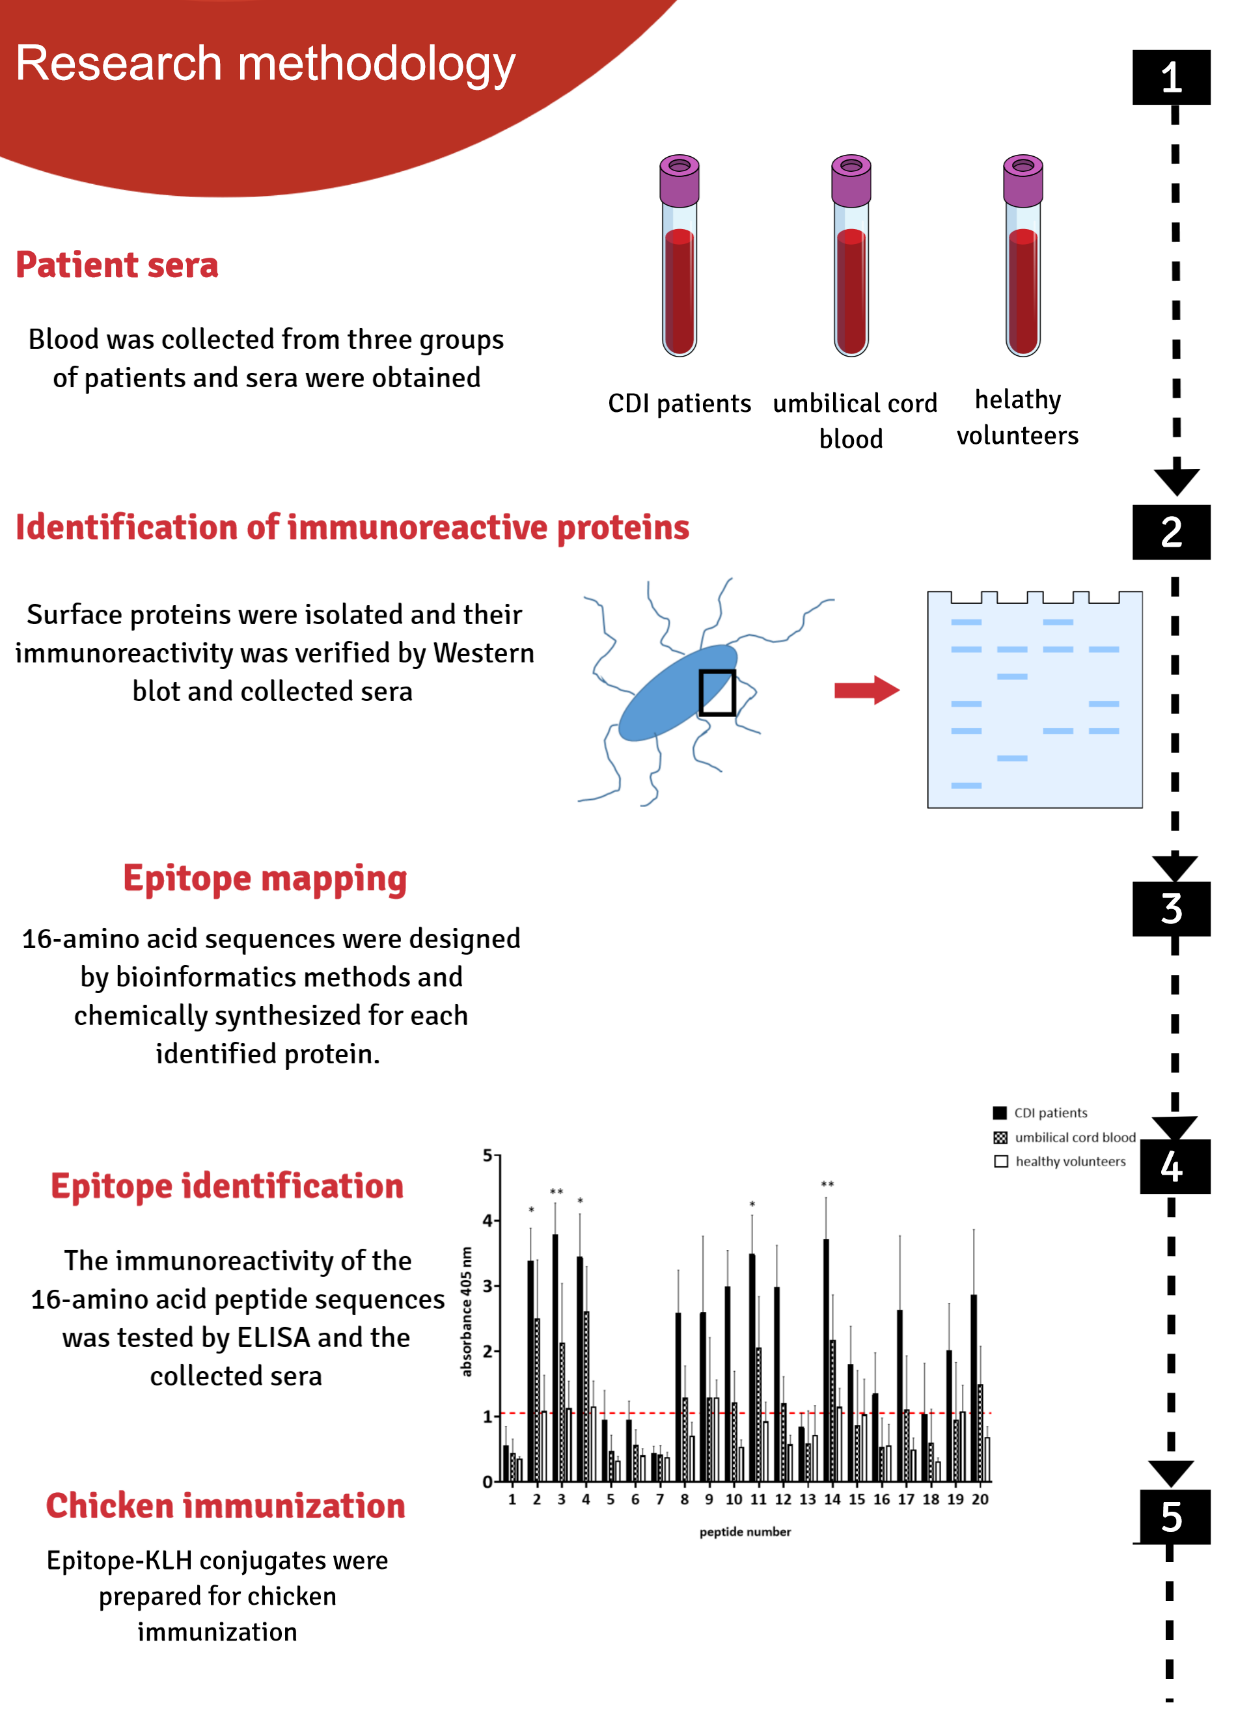 Research methodology
1
Patient sera
Blood was collected from three groups
of patients and sera were obtained
CDI patients
umbilical cord
blood
helathy
volunteers
2
Identification of immunoreactive proteins
Surface proteins were isolated and their
immunoreactivity was verified by Western
blot and collected sera
3
Epitope mapping
16-amino acid sequences were designed
by bioinformatics methods and
chemically synthesized for each
identified protein.
4
Epitope identification
The immunoreactivity of the
16-amino acid peptide sequences
was tested by ELISA and the
collected sera
CDI patients
umbilical cord blood
healthy volunteers
absorbance 405 nm
5
4
3
2
1
0
* ** * * **
1 2 3 4 5 6 7 8 9 10 11 12 13 14 15 16 17 18 19 20
peptide number
5
Chicken immunization
Epitope-KLH conjugates were
prepared for chicken
immunization